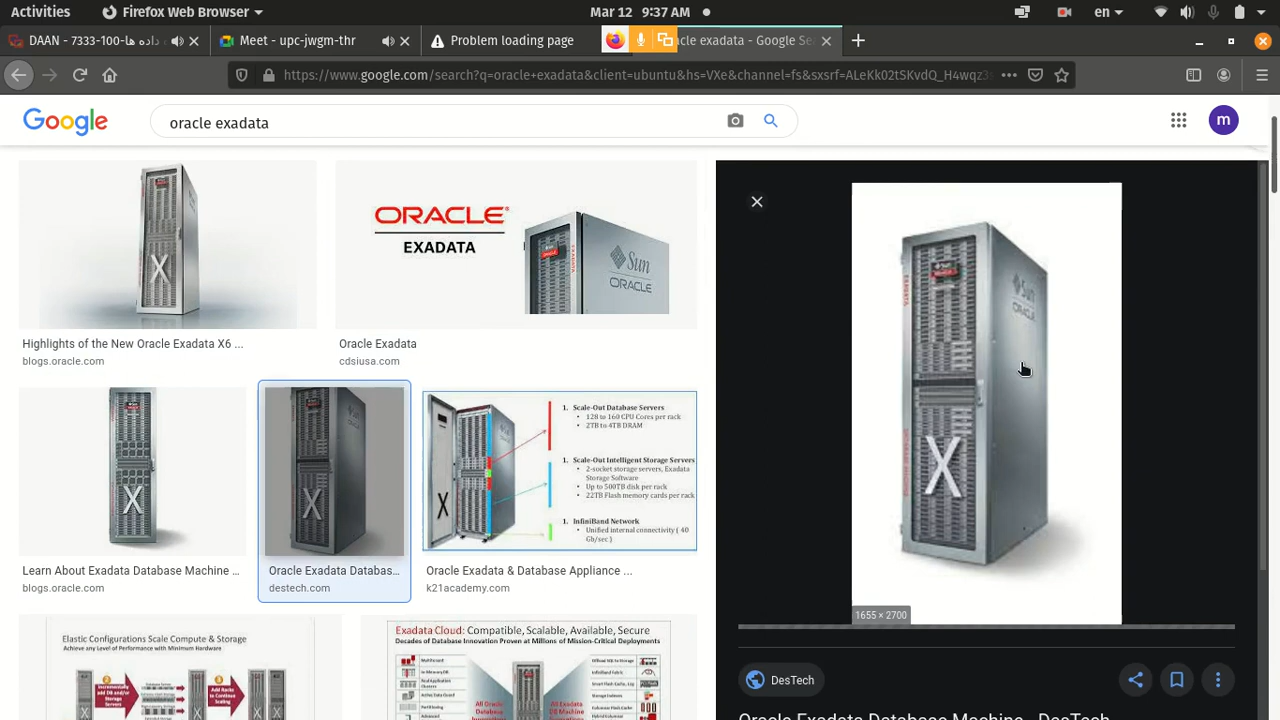 Activities
Firefox Web Browser
Mar 12 9:37 AM
en
DAAN - 7333-100-داده ها
Meet - upc-jwgm-thr
Problem loading page
cle exadata - Google Se
https://www.google.com/search?q=oracle+exadata&client=ubuntu&hs=VXe&channel=fs&sxsrf=ALeKk02tSKvdQ_H4wqz3
Google
oracle exadata
m
ORACLE
EXADATA
Sun
ORACLE
Highlights of the New Oracle Exadata X6 ...
blogs.oracle.com
Oracle Exadata
cdsiusa.com
X
1. Scale-Out Database Servers
• 128 to 160 CPU Cores per rack
• 2TB to 4TB DRAM
1. Scale-Out Intelligent Storage Servers
• 2-socket storage servers, Exadata
Storage Software
• Up to 500TB disk per rack
• 22TB Flash memory cards per rack
1. InfiniBand Network
• Unified internal connectivity ( 40
Gb/sec )
Learn About Exadata Database Machine ...
blogs.oracle.com
Oracle Exadata Databas...
destech.com
Oracle Exadata & Database Appliance ...
k21academy.com
Elastic Configurations Scale Compute & Storage
Achieve any Level of Performance with Minimum Hardware
Exadata Cloud: Compatible, Scalable, Available, Secure
Decades of Database Innovation Proven at Millions of Mission-Critical Deployments
Sun
ORACLE
X
1655 × 2700
DesTech
Oracle Exadata Database Machine - DesTech